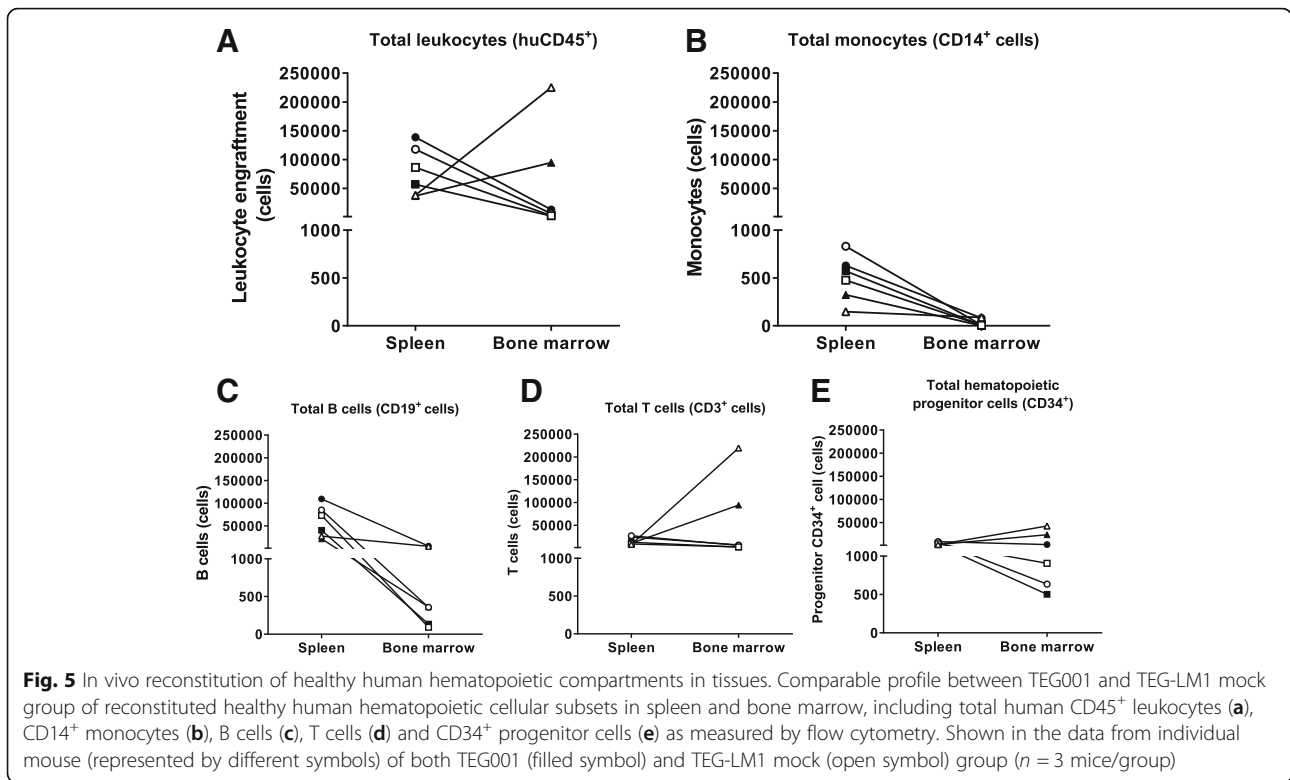 A
Total leukocytes (huCD45+)
Leukocyte engraftment
(cells)
250000
200000
150000
100000
50000
1000
500
0
Spleen
Bone marrow
B
Total monocytes (CD14+ cells)
Monocytes (cells)
250000
200000
150000
100000
50000
1000
500
0
Spleen
Bone marrow
C
Total B cells (CD19+ cells)
B cells (cells)
250000
200000
150000
100000
50000
1000
500
0
Spleen
Bone marrow
D
Total T cells (CD3+ cells)
T cells (cells)
250000
200000
150000
100000
50000
1000
500
0
Spleen
Bone marrow
E
Total hematopoietic
progenitor cells (CD34+)
Progenitor CD34+ cell (cells)
250000
200000
150000
100000
50000
1000
500
0
Spleen
Bone marrow
Fig. 5 In vivo reconstitution of healthy human hematopoietic compartments in tissues. Comparable profile between TEG001 and TEG-LM1 mock
group of reconstituted healthy human hematopoietic cellular subsets in spleen and bone marrow, including total human CD45+ leukocytes (a),
CD14+ monocytes (b), B cells (c), T cells (d) and CD34+ progenitor cells (e) as measured by flow cytometry. Shown in the data from individual
mouse (represented by different symbols) of both TEG001 (filled symbol) and TEG-LM1 mock (open symbol) group (n = 3 mice/group)